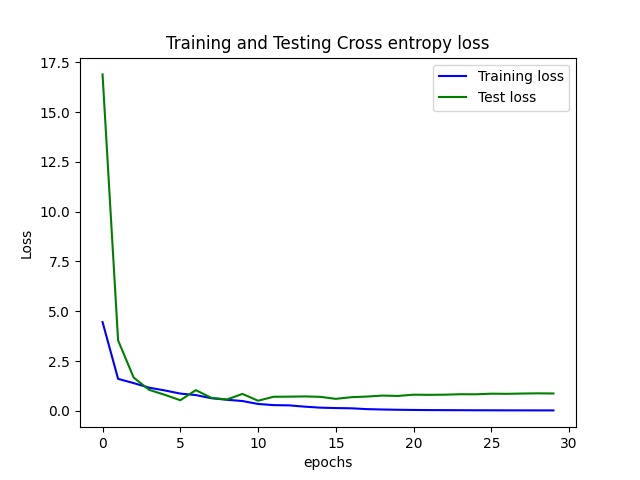 Training and Testing Cross entropy loss
17.5
15.0
12.5
10.0
7.5
5.0
2.5
0.0
Loss
Training loss
Test loss
0 5 10 15 20 25 30
epochs